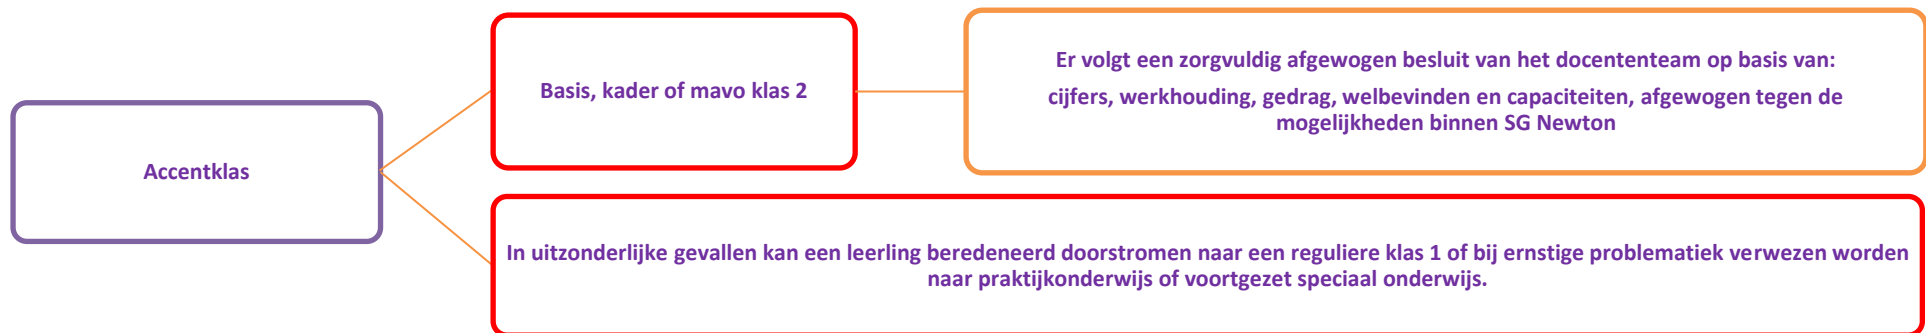 Accentklas
Basis, kader of mavo klas 2
Er volgt een zorgvuldig afgewogen besluit van het docententeam op basis van:
cijfers, werkhouding, gedrag, welbevinden en capaciteiten, afgewogen tegen de
mogelijkheden binnen SG Newton
In uitzonderlijke gevallen kan een leerling beredeneerd doorstromen naar een reguliere klas 1 of bij ernstige problematiek verwezen worden
naar praktijkonderwijs of voortgezet speciaal onderwijs.